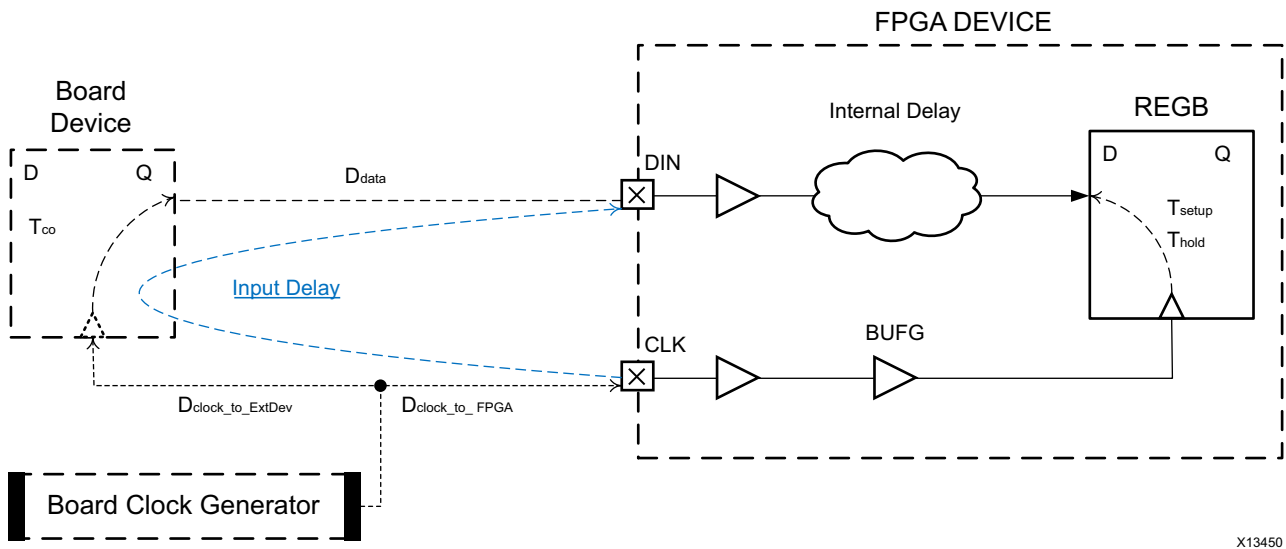 FPGA DEVICE
Board
Device
D Q
Tco
Ddata
Input Delay
DIN
Internal Delay
REGB
D Q
Tsetup
Thold
CLK
BUFG
Dclock_to_ExtDev
Dclock_to_ FPGA
Board Clock Generator
X13450